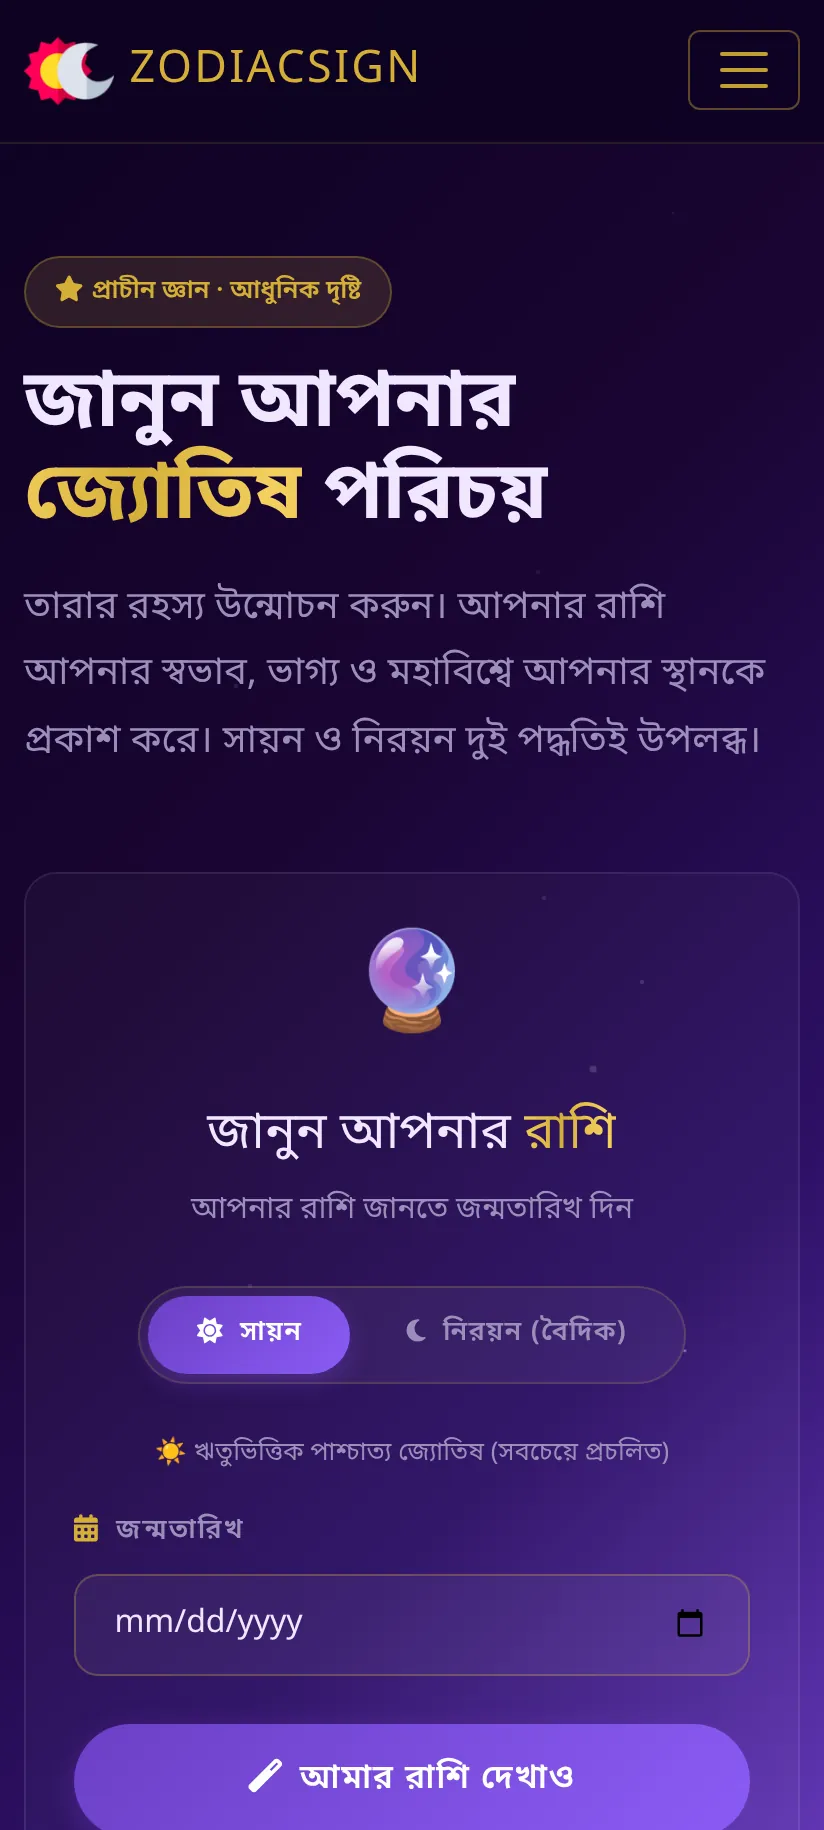 ZODIACSIGN
প্রাচীন জ্ঞান · আধুনিক দৃষ্টি
জানুন আপনার
জ্যোতিষ পরিচয়
তারার রহস্য উন্মোচন করুন। আপনার রাশি
আপনার স্বভাব, ভাগ্য ও মহাবিশ্বে আপনার স্থানকে
প্রকাশ করে। সায়ন ও নিরয়ন দুই পদ্ধতিই উপলব্ধ।
জানুন আপনার রাশি
আপনার রাশি জানতে জন্মতারিখ দিন
সায়ন
নিরয়ন (বৈদিক)
ঋতুভিত্তিক পাশ্চাত্য জ্যোতিষ (সবচেয়ে প্রচলিত)
জন্মতারিখ
mm/dd/yyyy
আমার রাশি দেখাও